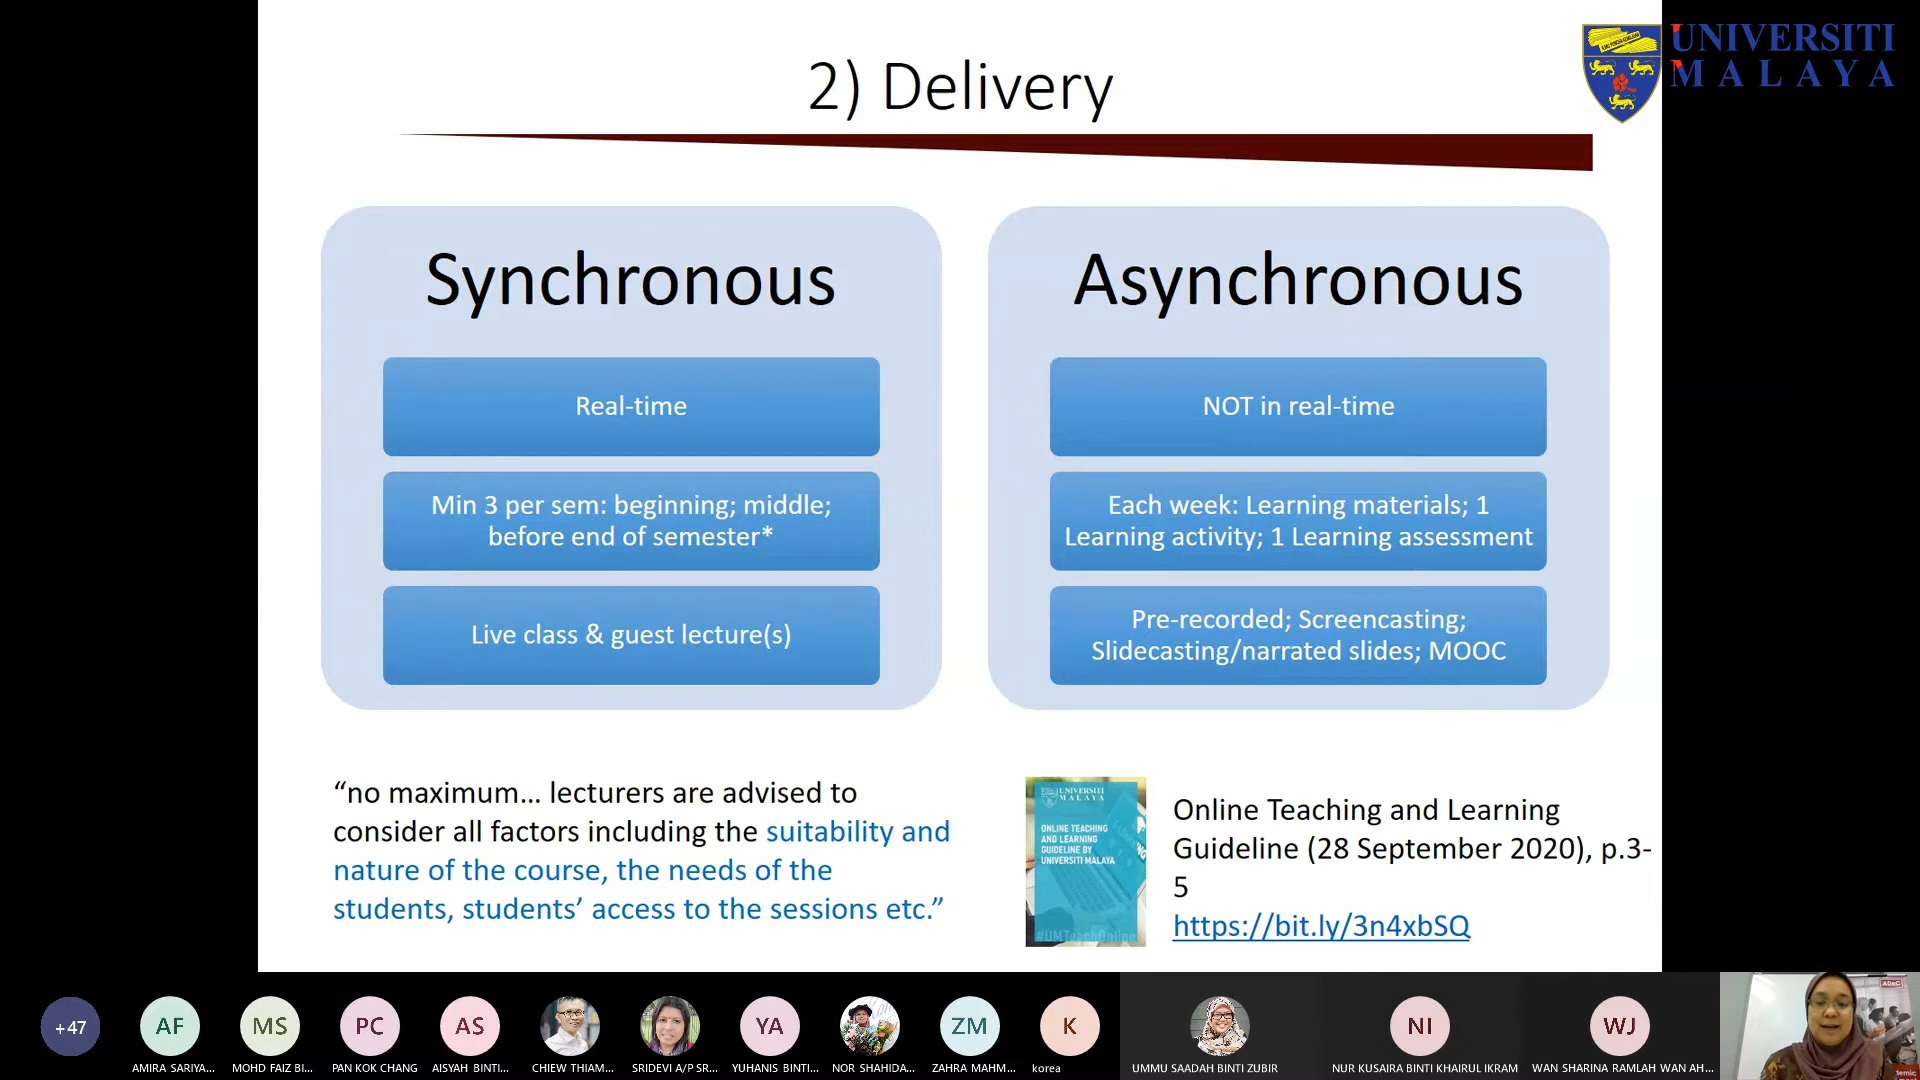 UNIVERSITI
MALAYA
2) Delivery
Synchronous
Real-time
Min 3 per sem: beginning; middle;
before end of semester*
Live class & guest lecture(s)
Asynchronous
NOT in real-time
Each week: Learning materials; 1
Learning activity; 1 Learning assessment
Pre-recorded; Screencasting;
Slidecasting/narrated slides; MOOC
“no maximum... lecturers are advised to
consider all factors including the suitability and
nature of the course, the needs of the
students, students’ access to the sessions etc.”
UNIVERSITI
MALAYA
ONLINE TEACHING
AND LEARNING
GUIDELINE BY
UNIVERSITI MALAYA
#UMTeachOnline
Online Teaching and Learning
Guideline (28 September 2020), p.3-
5
https://bit.ly/3n4xbSQ
+47
AF
MS
PC
AS
YA
ZM
K
NI
WJ
AMIRA SARIYA...
MOHD FAIZ BI...
PAN KOK CHANG
AISYAH BINTI...
CHIEW THIAM...
SRIDEVI A/P SR...
YUHANIS BINTI...
NOR SHAHIDA...
ZAHRA MAHM...
korea
UMMU SAADAH BINTI ZUBIR
NUR KUSAIRA BINTI KHAIRUL IKRAM
WAN SHARINA RAMLAH WAN AH...